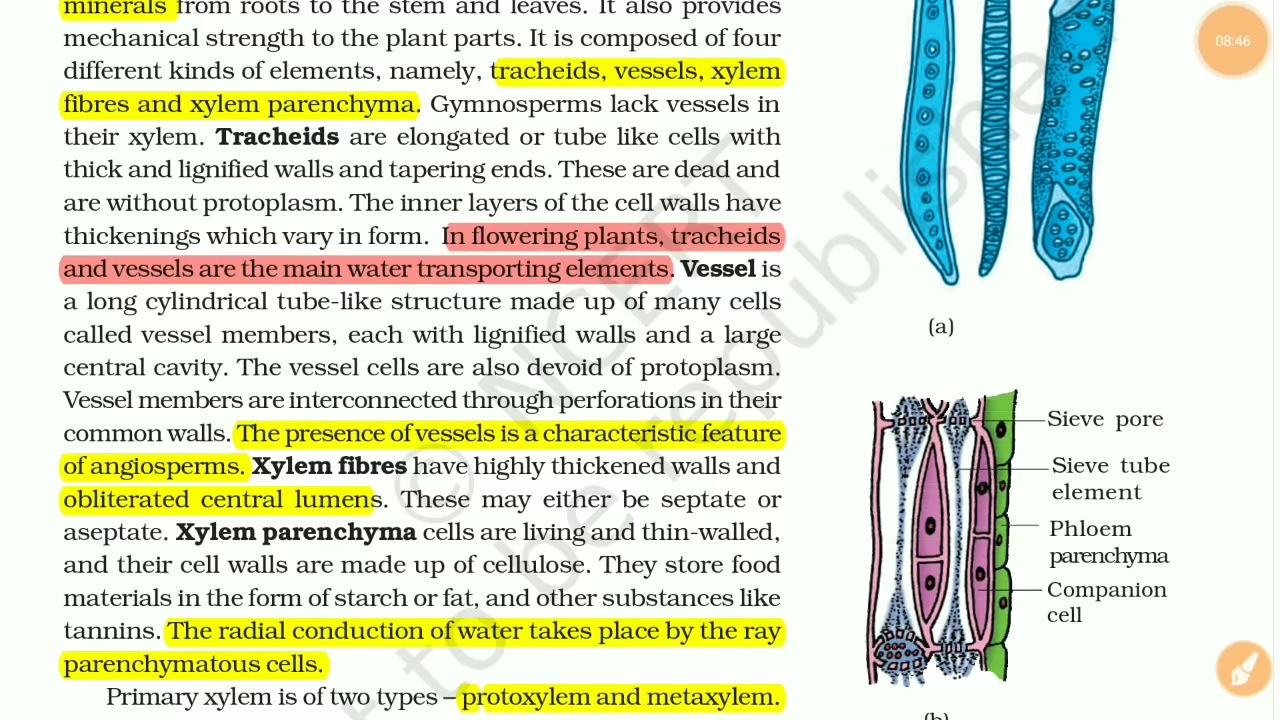 minerals from roots to the stem and leaves. It also provides
mechanical strength to the plant parts. It is composed of four
different kinds of elements, namely, tracheids, vessels, xylem
fibres and xylem parenchyma. Gymnosperms lack vessels in
their xylem. Tracheids are elongated or tube like cells with
thick and lignified walls and tapering ends. These are dead and
are without protoplasm. The inner layers of the cell walls have
thickenings which vary in form. In flowering plants, tracheids
and vessels are the main water transporting elements. Vessel is
a long cylindrical tube-like structure made up of many cells
called vessel members, each with lignified walls and a large
central cavity. The vessel cells are also devoid of protoplasm.
Vessel members are interconnected through perforations in their
common walls. The presence of vessels is a characteristic feature
of angiosperms. Xylem fibres have highly thickened walls and
obliterated central lumens. These may either be septate or
aseptate. Xylem parenchyma cells are living and thin-walled,
and their cell walls are made up of cellulose. They store food
materials in the form of starch or fat, and other substances like
tannins. The radial conduction of water takes place by the ray
parenchymatous cells.
Primary xylem is of two types – protoxylem and metaxylem.
08:46
(a)
Sieve pore
Sieve tube
element
Phloem
parenchyma
Companion
cell
(b)
© NCERT
to be republished